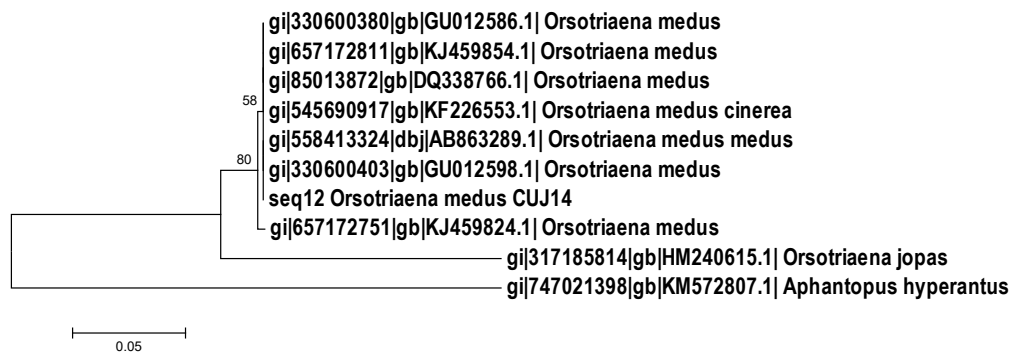 gi|330600380|gb|GU012586.1| Orsotriaena medus
gi|657172811|gb|KJ459854.1| Orsotriaena medus
gi|85013872|gb|DQ338766.1| Orsotriaena medus
58
gi|545690917|gb|KF226553.1| Orsotriaena medus cinerea
gi|558413324|dbj|AB863289.1| Orsotriaena medus medus
80
gi|330600403|gb|GU012598.1| Orsotriaena medus
seq12 Orsotriaena medus CUJ14
gi|657172751|gb|KJ459824.1| Orsotriaena medus
gi|317185814|gb|HM240615.1| Orsotriaena jopas
gi|747021398|gb|KM572807.1| Aphantopus hyperantus
0.05